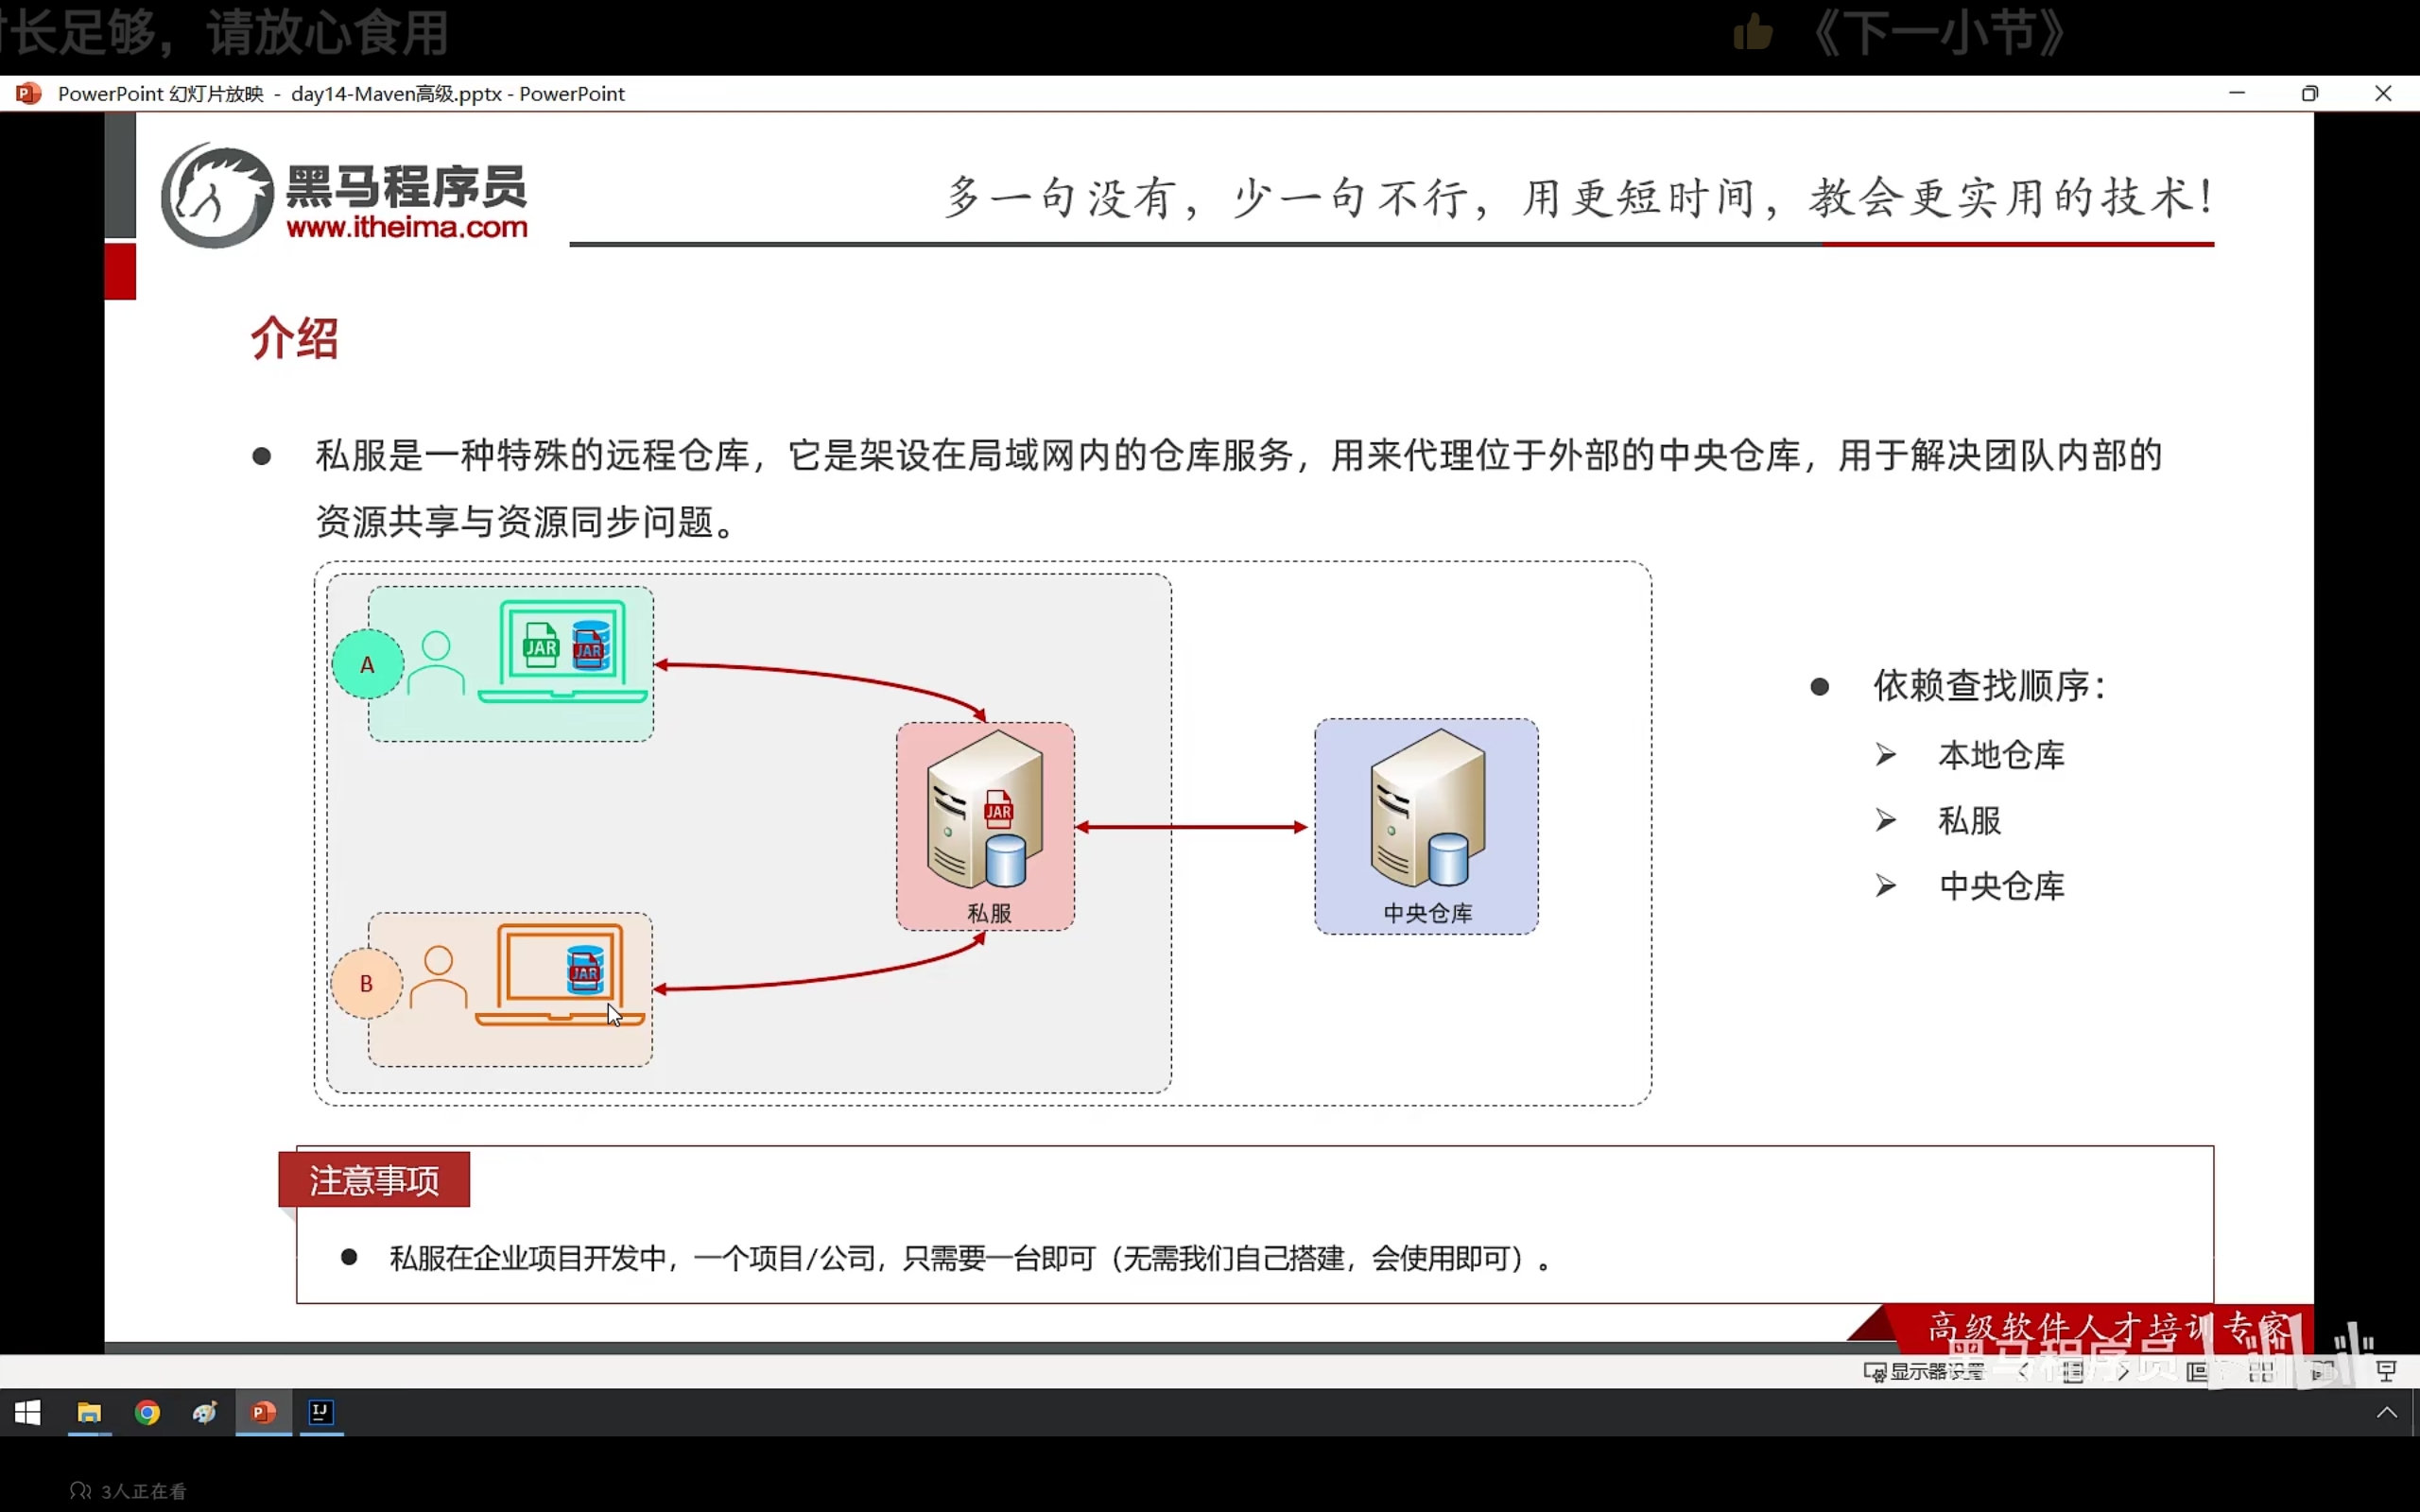 长足够，请放心食用
《下一小节》
PowerPoint 幻灯片放映 - day14-Maven高级.pptx - PowerPoint
黑马程序员
www.itheima.com
多一句没有，少一句不行，用更短时间，教会更实用的技术！
介绍
● 私服是一种特殊的远程仓库，它是架设在局域网内的仓库服务，用来代理位于外部的中央仓库，用于解决团队内部的
资源共享与资源同步问题。
A
JAR
JAR
JAR
私服
中央仓库
B
JAR
● 依赖查找顺序：
➢ 本地仓库
➢ 私服
➢ 中央仓库
注意事项
● 私服在企业项目开发中，一个项目/公司，只需要一台即可（无需我们自己搭建，会使用即可）。
高级软件人才培训专家
黑马程序员
显示器设置
3人正在看